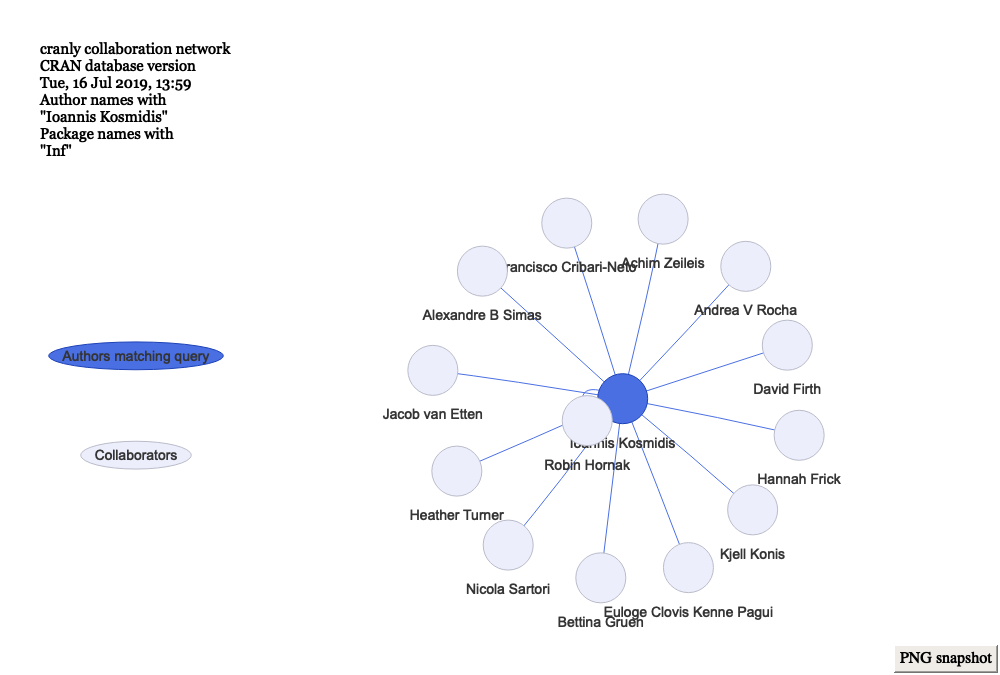 cranly collaboration network
CRAN database version
Tue, 16 Jul 2019, 13:59
Author names with
"Ioannis Kosmidis"
Package names with
"Inf"
Achim Zeileis
rancisco Cribari-Neto
Andrea V Rocha
Alexandre B Simas
Authors matching query
David Firth
Jacob van Etten
Ioannis Kosmidis
Collaborators
Robin Hornak
Hannah Frick
Heather Turner
Kjell Konis
Nicola Sartori
Euloge Clovis Kenne Pagui
Bettina Gruen
PNG snapshot